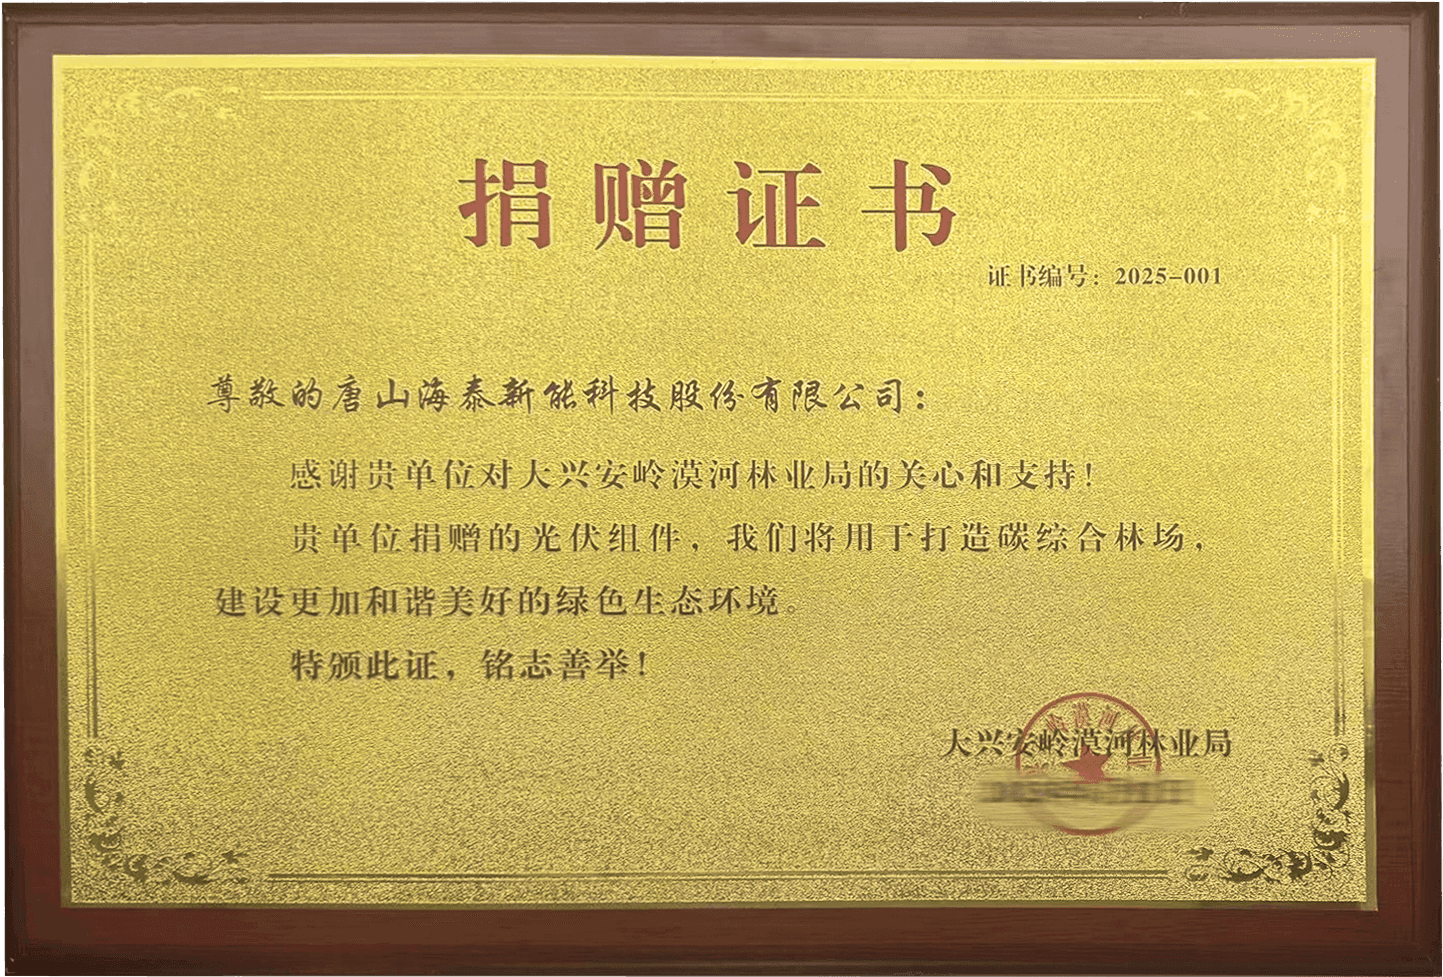 捐赠证书
证书编号：2025-001
尊敬的唐山海泰新能科技股份有限公司：
感谢贵单位对大兴安岭漠河林业局的关心和支持！
贵单位捐赠的光伏组件，我们将用于打造碳综合林场，
建设更加和谐美好的绿色生态环境。
特颁此证，铭志善举！
大兴安岭漠河林业局